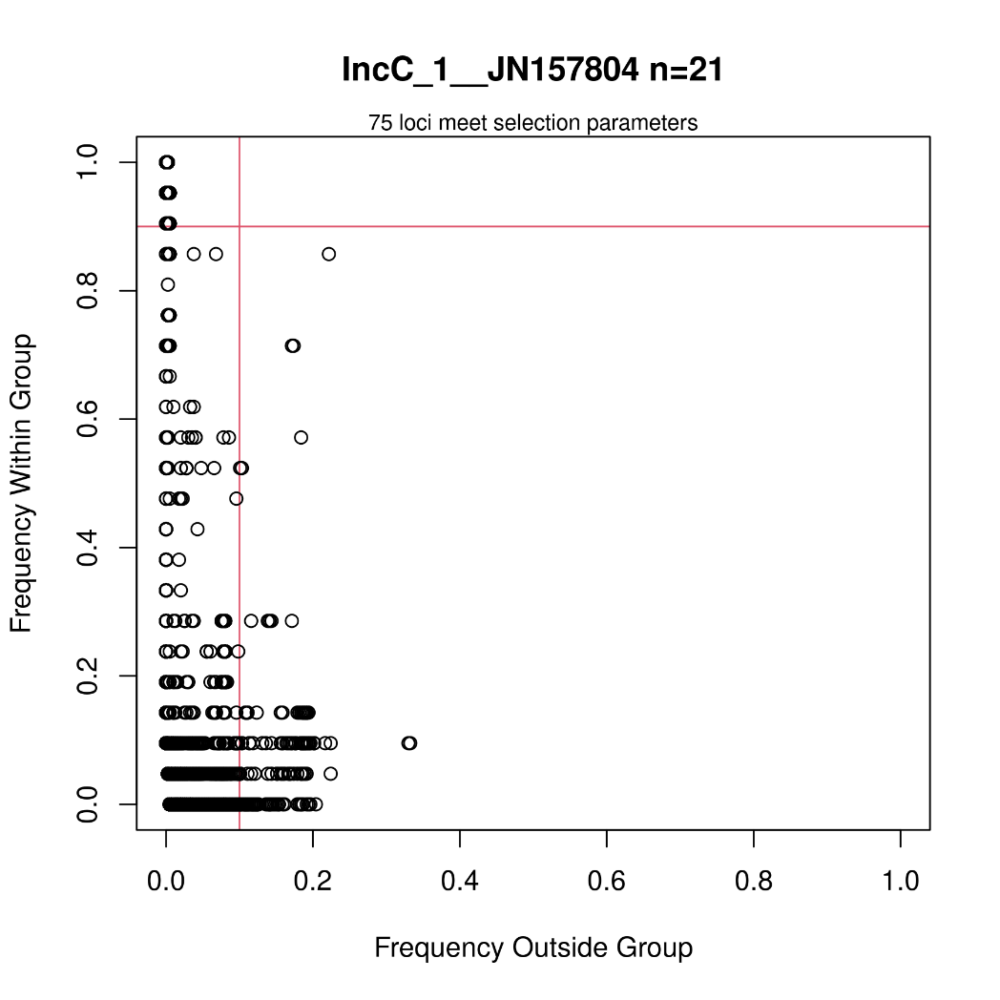 IncC_1__JN157804 n=21
75 loci meet selection parameters
Frequency Within Group
1.0
0.8
0.6
0.4
0.2
0.0
0.0 0.2 0.4 0.6 0.8 1.0
Frequency Outside Group